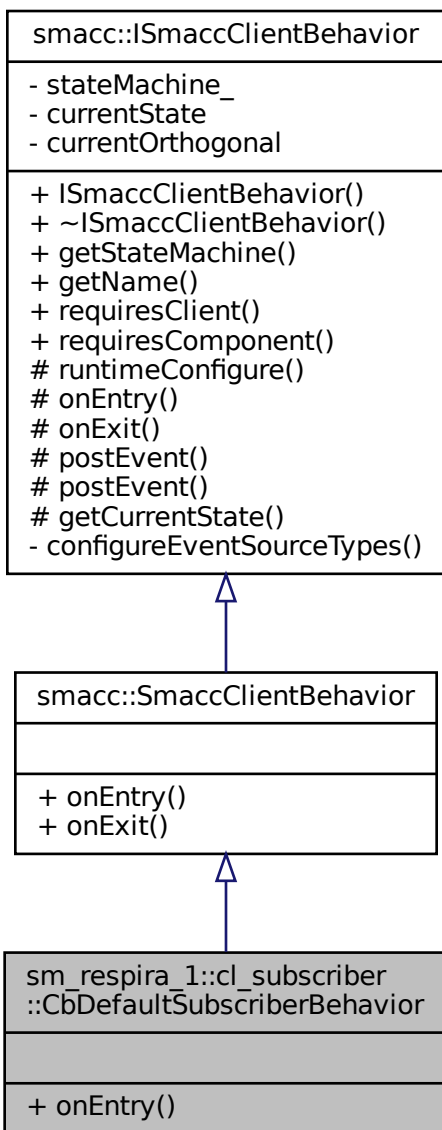 smacc::ISmaccClientBehavior
- stateMachine_
- currentState
- currentOrthogonal
+ ISmaccClientBehavior()
+ ~ISmaccClientBehavior()
+ getStateMachine()
+ getName()
+ requiresClient()
+ requiresComponent()
# runtimeConfigure()
# onEntry()
# onExit()
# postEvent()
# postEvent()
# getCurrentState()
- configureEventSourceTypes()
smacc::SmaccClientBehavior
+ onEntry()
+ onExit()
sm_respira_1::cl_subscriber
::CbDefaultSubscriberBehavior
+ onEntry()